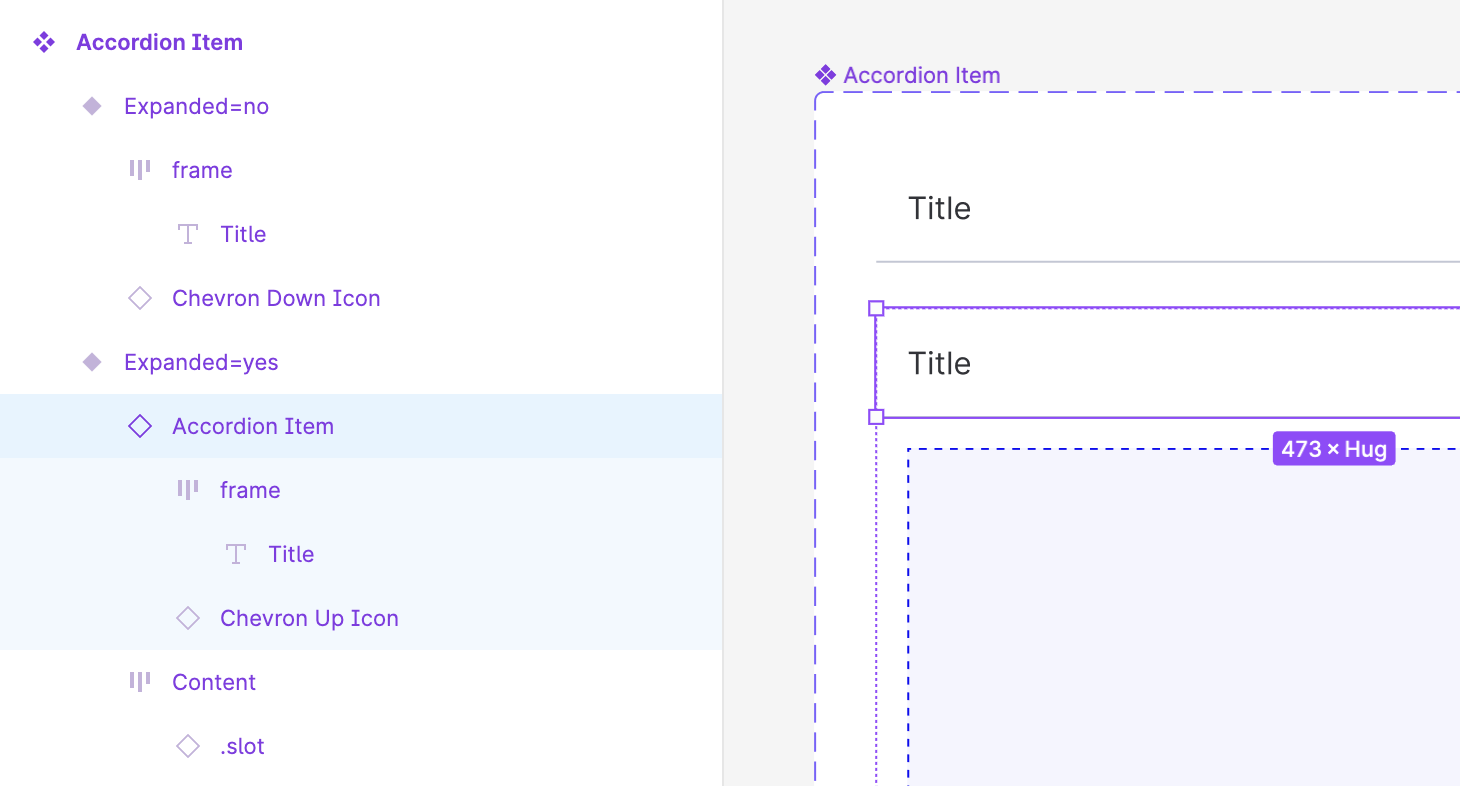 Accordion Item
Expanded=no
frame
Title
Chevron Down Icon
Expanded=yes
Accordion Item
frame
Title
Chevron Up Icon
Content
.slot
Accordion Item
Title
Title
473 × Hug